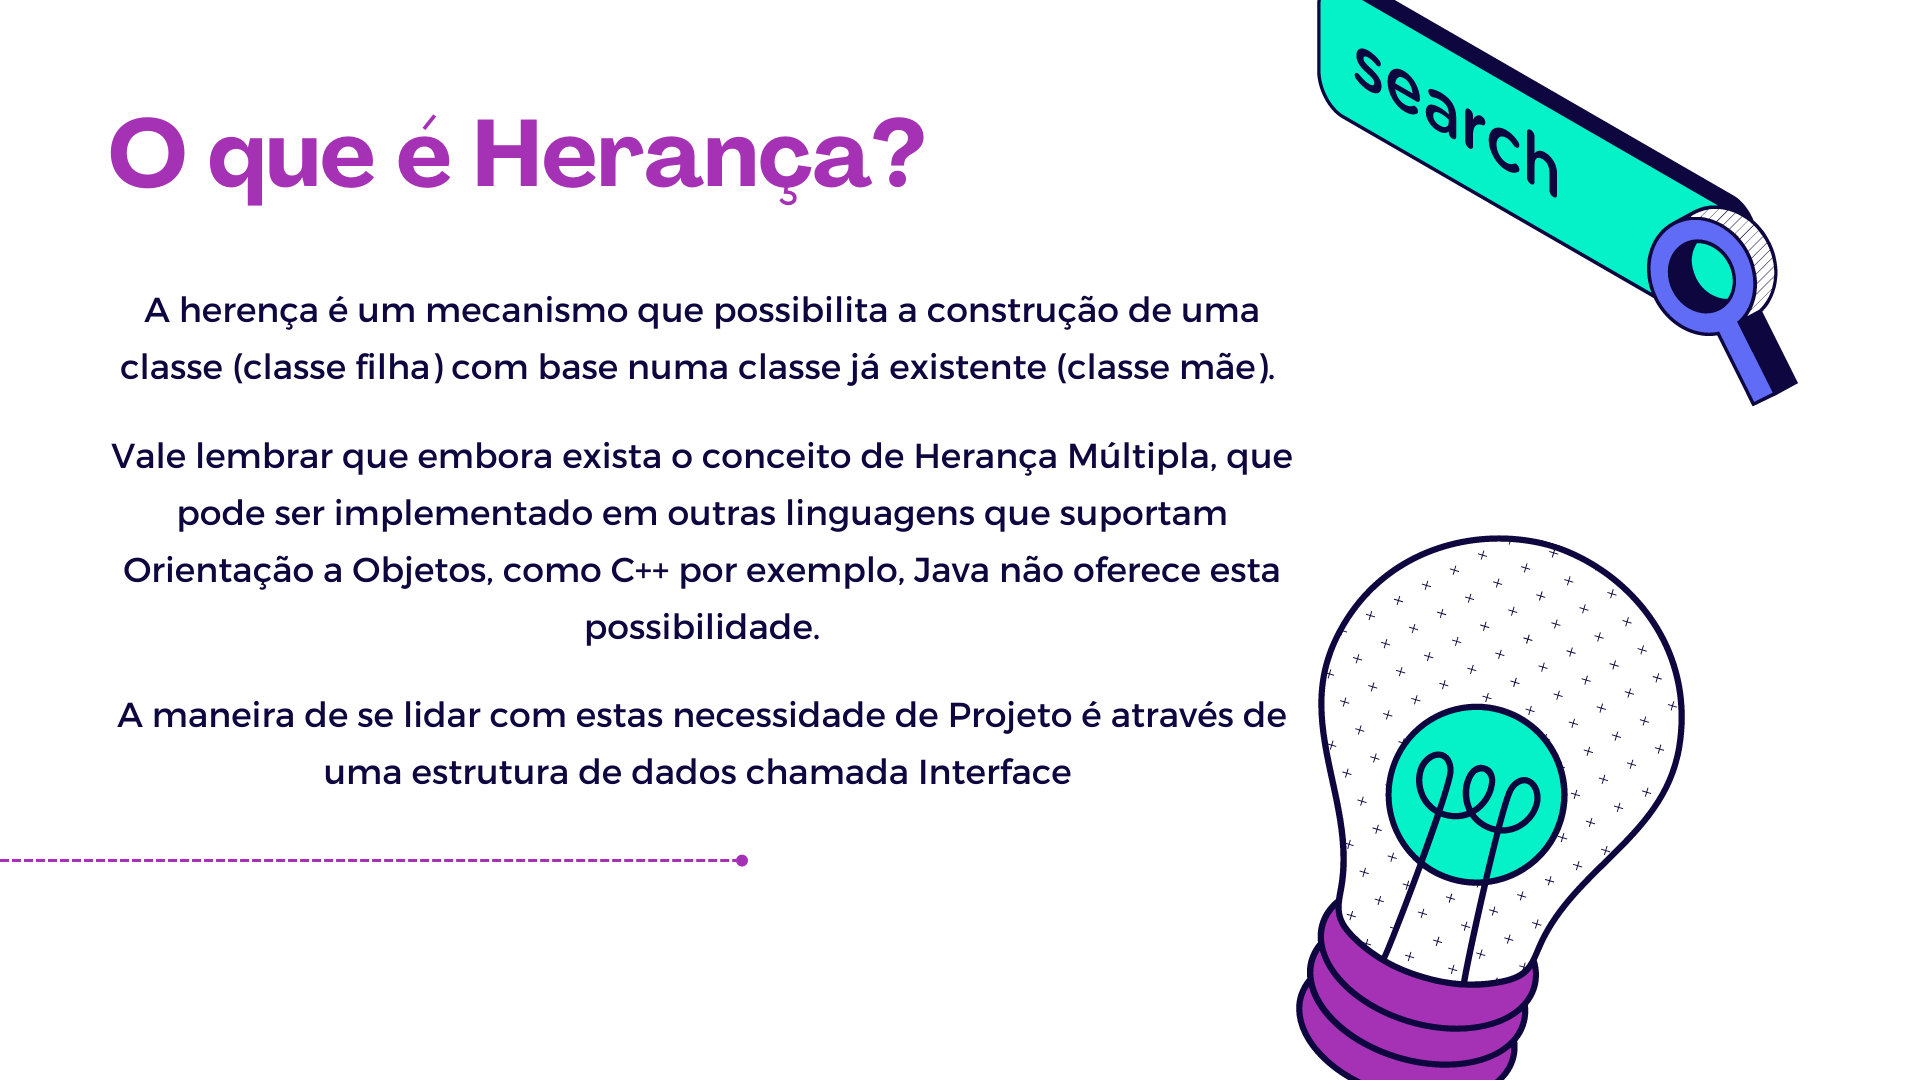 search
O que é Herança?
A herença é um mecanismo que possibilita a construção de uma
classe (classe filha) com base numa classe já existente (classe mãe).
Vale lembrar que embora exista o conceito de Herança Múltipla, que
pode ser implementado em outras linguagens que suportam
Orientação a Objetos, como C++ por exemplo, Java não oferece esta
possibilidade.
A maneira de se lidar com estas necessidade de Projeto é através de
uma estrutura de dados chamada Interface